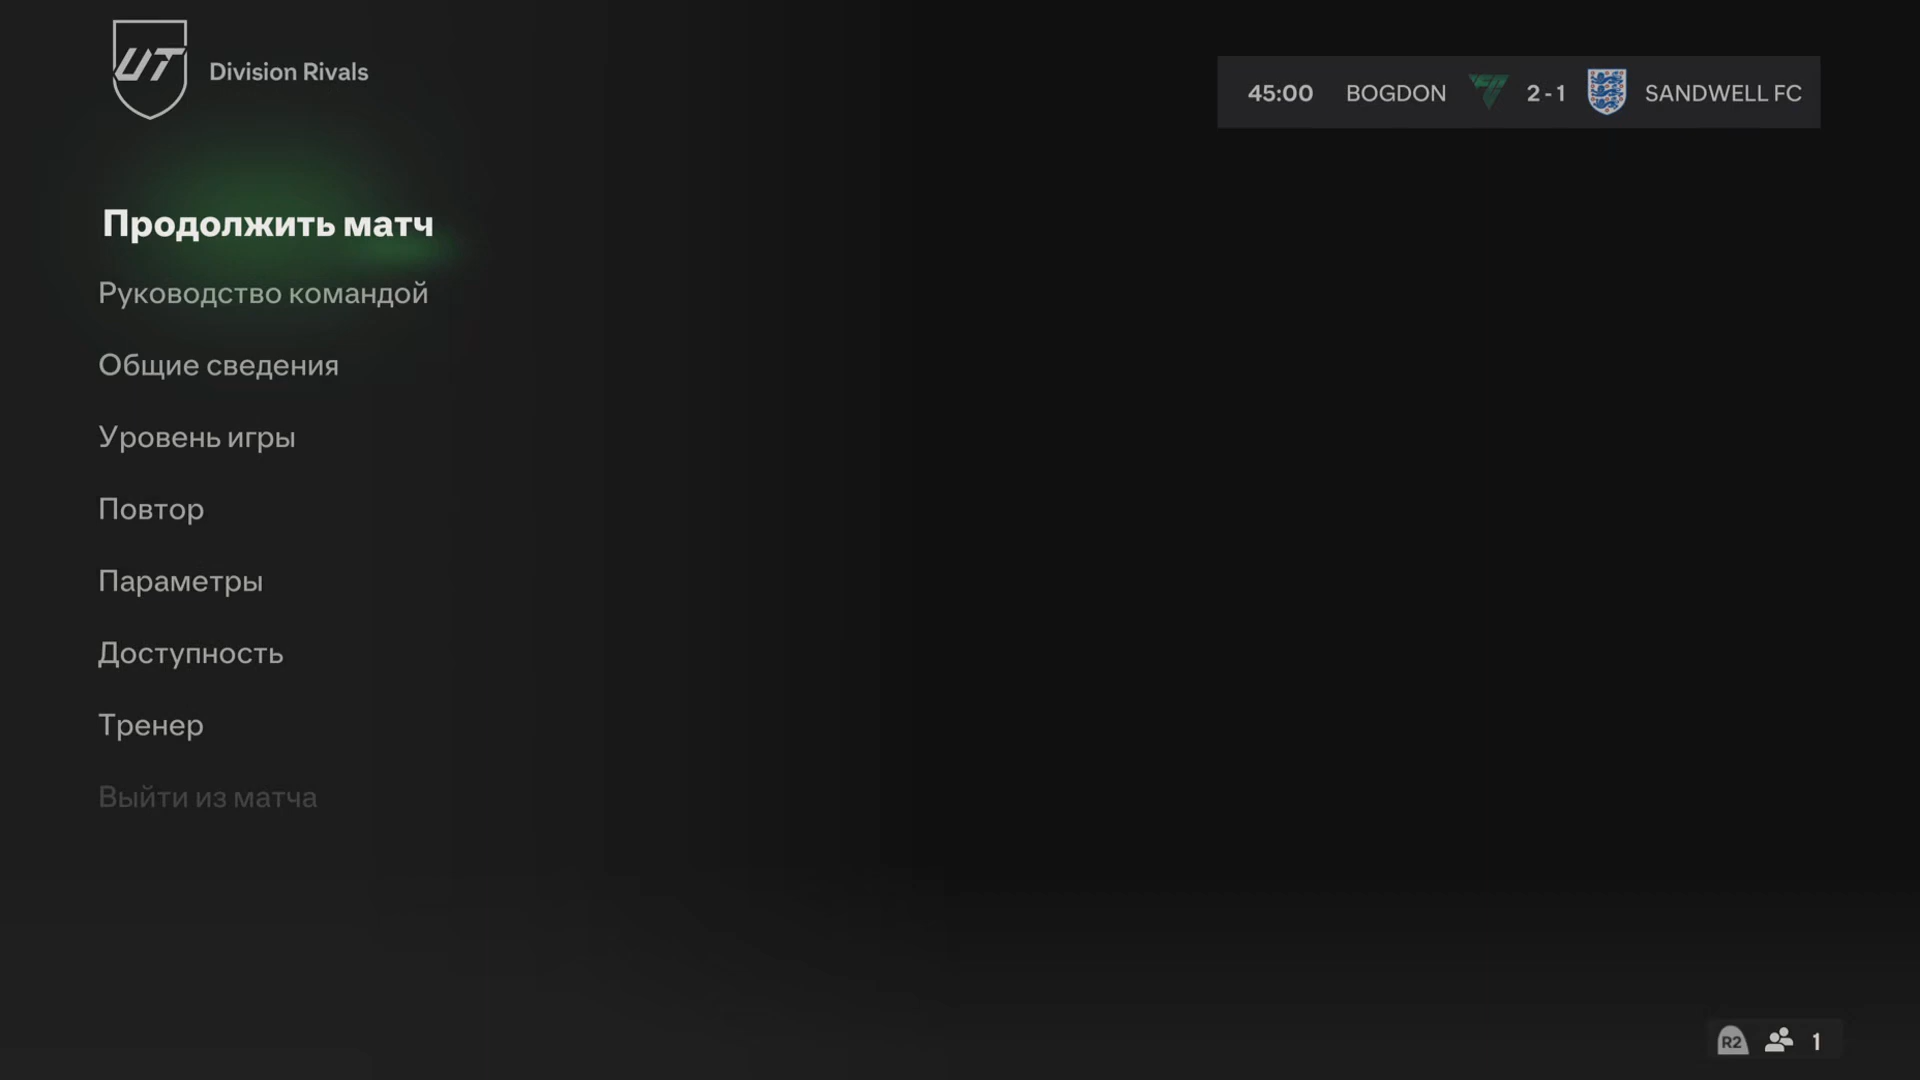 UT
Division Rivals
45:00 BOGDON 2 - 1 SANDWELL FC
Продолжить матч
Руководство командой
Общие сведения
Уровень игры
Повтор
Параметры
Доступность
Тренер
Выйти из матча
R2 1